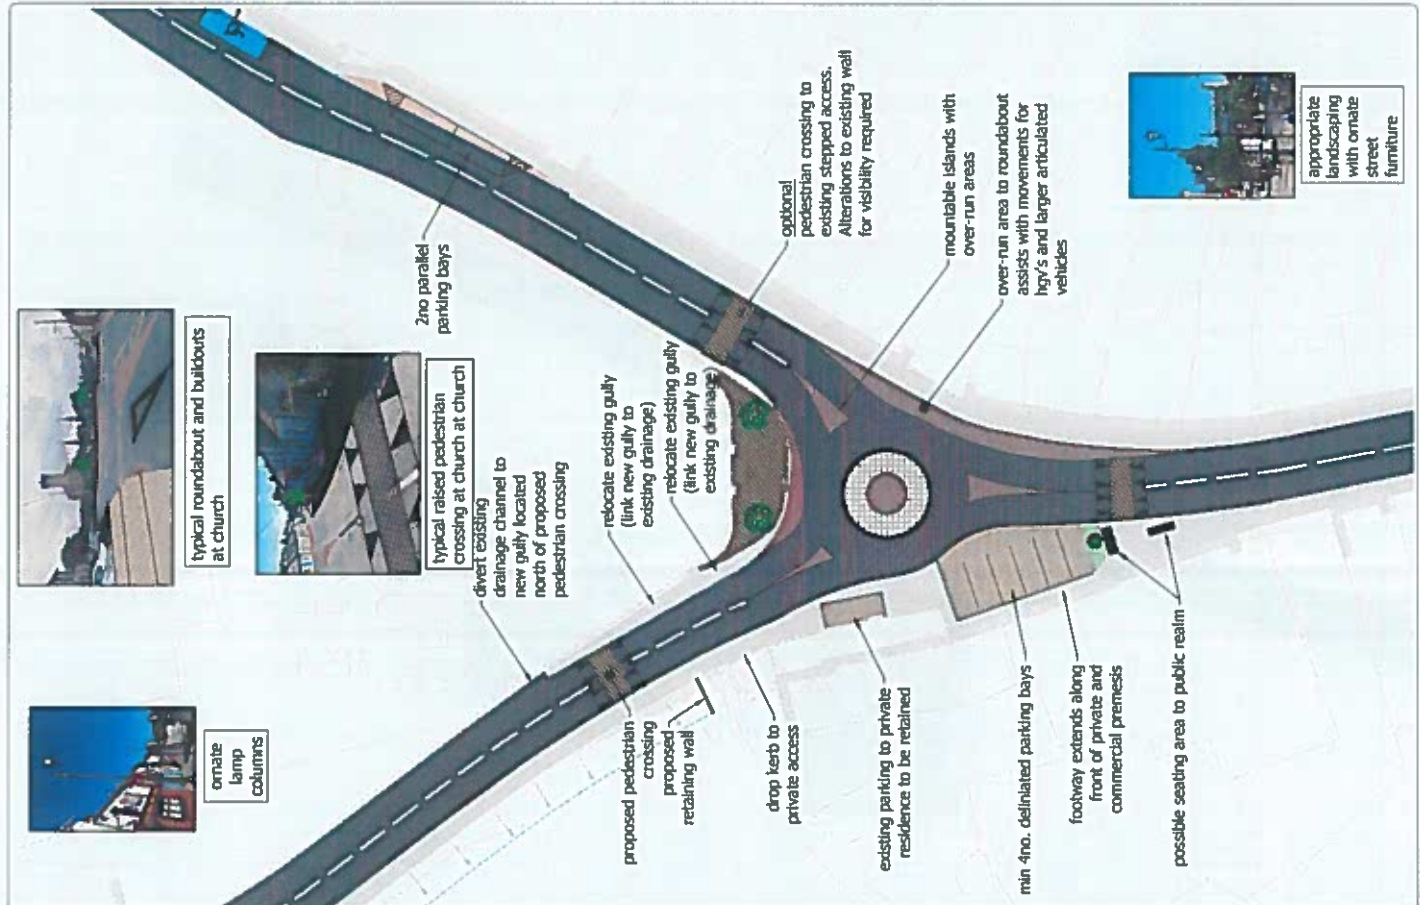 typical roundabout and buildouts
at church
typical raised pedestrian
crossing at church at church
ornate
lamp
columns
divert existing
drainage channel to
new gully located
north of proposed
pedestrian crossing
relocate existing gully
(link new gully to
existing drainage)
relocate existing gully
(link new gully to
existing drainage)
2no parallel
parking bays
optional
pedestrian crossing to
existing stepped access.
Alterations to existing wall
for visibility required
mountable islands with
over-run areas
over-run area to roundabout
assists with movements for
hgv's and larger articulated
vehicles
appropriate
landscaping
with ornate
street
furniture
proposed pedestrian
crossing
proposed
retaining wall
drop kerb to
private access
existing parking to private
residence to be retained
min 4no. deliniated parking bays
footway extends along
front of private and
commercial premesis
possible seating area to public realm